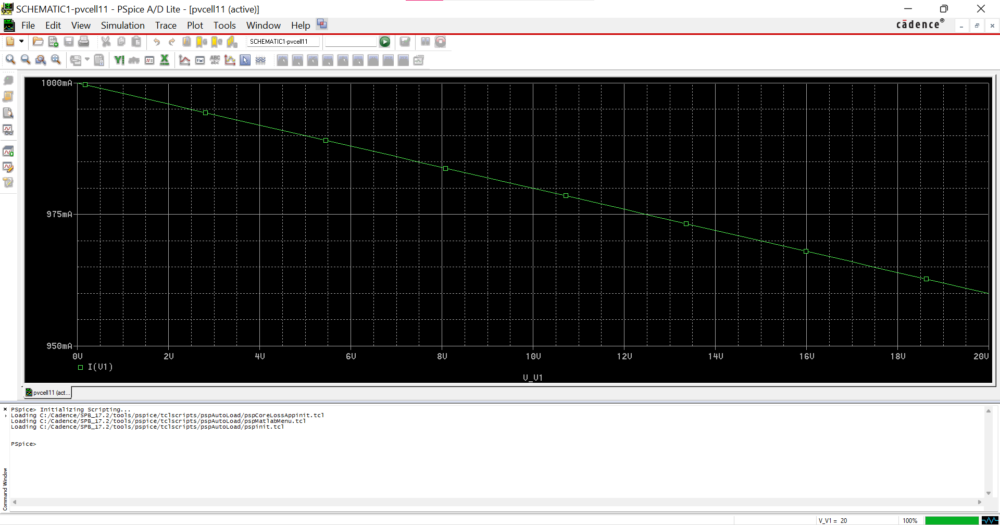 SCHEMATIC1-pvcell11 - PSpice A/D Lite - [pvcell11 (active)]
File Edit View Simulation Trace Plot Tools Window Help
cādence®
SCHEMATIC1-pvcell11
1000mA
975mA
950mA
0V 2V 4V 6V 8V 10V 12V 14V 16V 18V 20V
I(V1)
V_V1
pvcell11 (act...
PSpice> Initializing Scripting...
Loading C:/Cadence/SPB_17.2/tools/pspice/tclscripts/pspAutoLoad/pspCoreLossAppinit.tcl
Loading C:/Cadence/SPB_17.2/tools/pspice/tclscripts/pspAutoLoad/pspMatlabMenu.tcl
Loading C:/Cadence/SPB_17.2/tools/pspice/tclscripts/pspAutoLoad/pspinit.tcl
PSpice>
Command Window
V_V1 = 20 100%